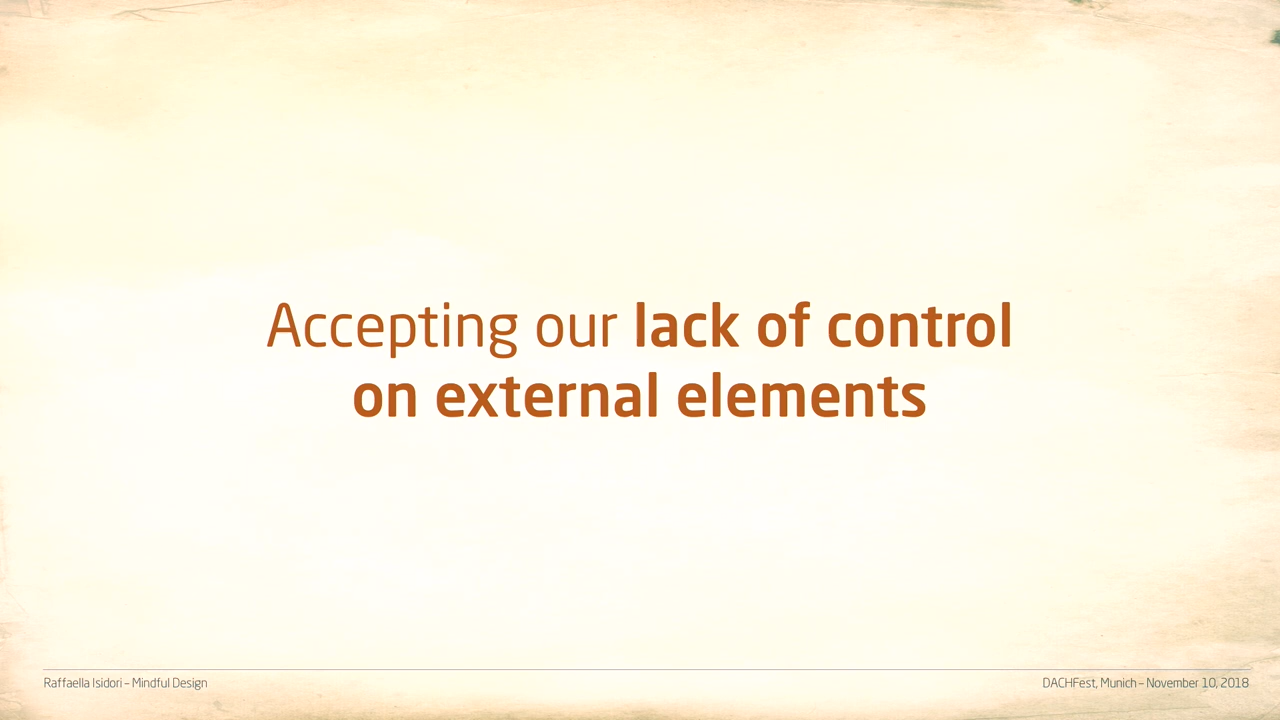 Accepting our lack of control
on external elements
Raffaella Isidori – Mindful Design
DACHFest, Munich – November 10, 2018